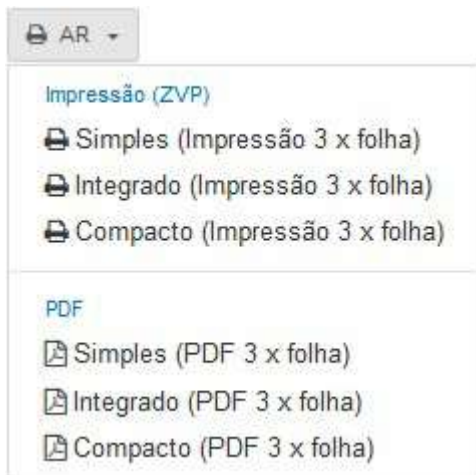 AR
Impressão (ZVP)
Simples (Impressão 3 x folha)
Integrado (Impressão 3 x folha)
Compacto (Impressão 3 x folha)
PDF
Simples (PDF 3 x folha)
Integrado (PDF 3 x folha)
Compacto (PDF 3 x folha)